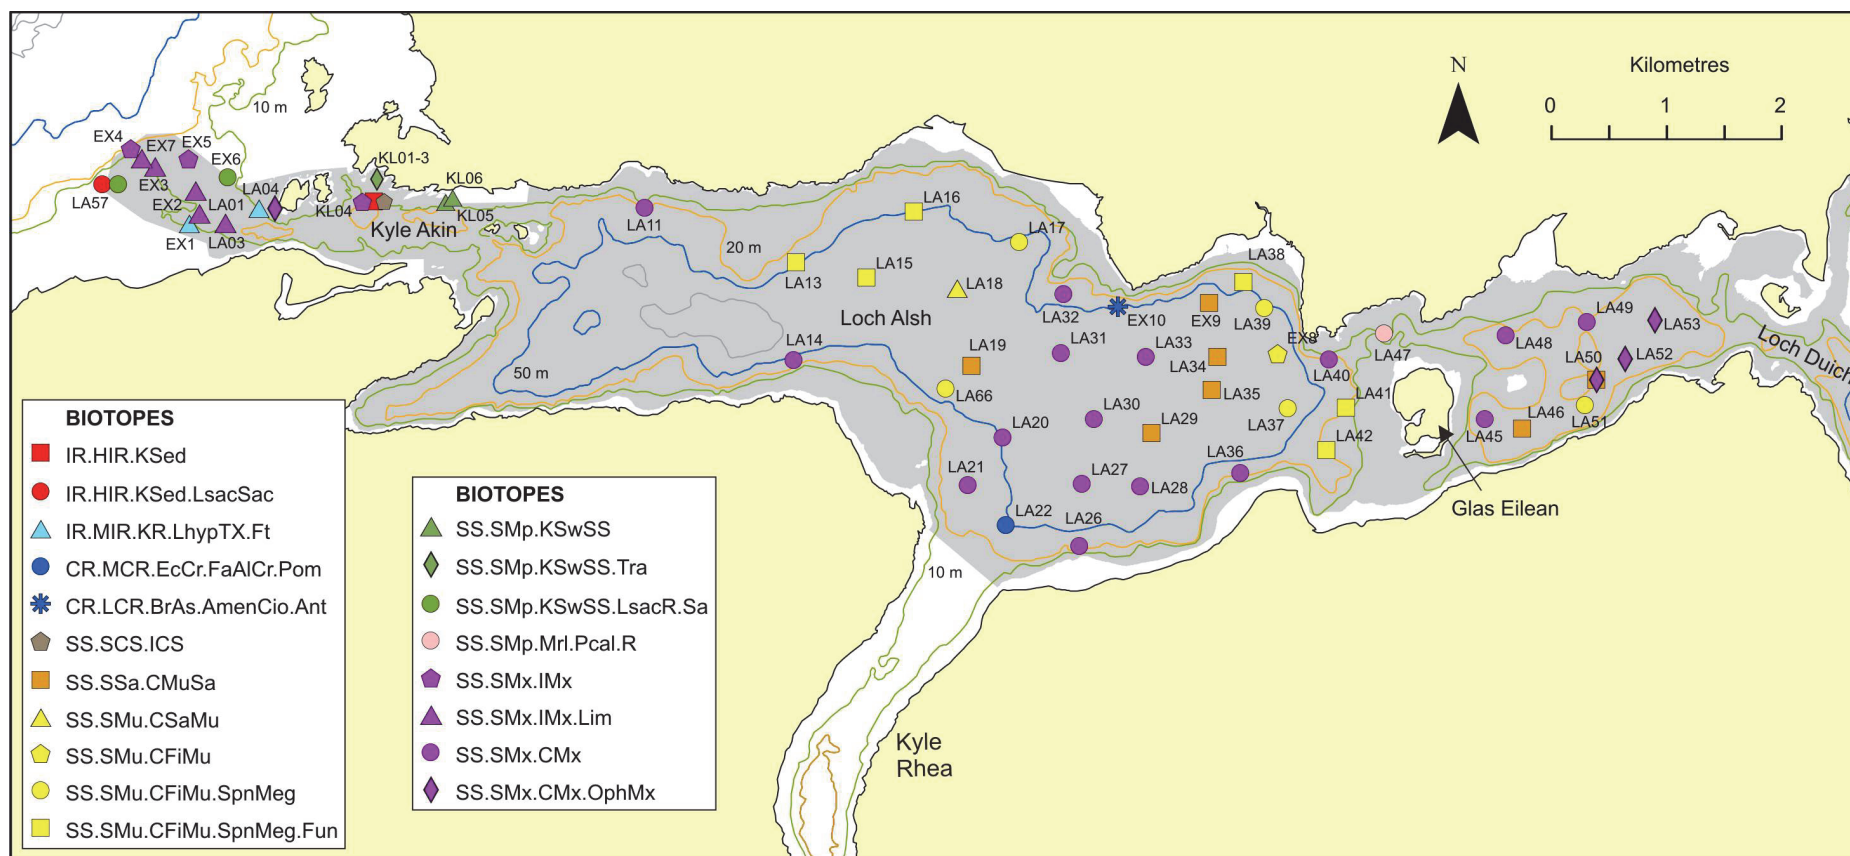 N
Kilometres
0 1 2
10 m
EX4
EX7
EX5
EX6
KL01-3
KL06
EX3
LA04
LA57
EX2
LA01
KL04
KL05
EX1
LA03
Kyle Akin
LA11
LA16
LA17
20 m
LA13
LA15
LA18
LA38
Loch Alsh
LA32
EX10
EX9
LA39
EX8
LA14
LA19
LA31
LA33
LA34
LA40
LA47
LA48
LA49
LA53
LA50
LA52
Loch Duich
50 m
LA66
LA35
LA41
LA20
LA30
LA29
LA37
LA42
LA45
LA46
LA51
LA21
LA27
LA28
LA36
LA22
LA26
Glas Eilean
10 m
Kyle
Rhea
BIOTOPES
IR.HIR.KSed
IR.HIR.KSed.LsacSac
IR.MIR.KR.LhypTX.Ft
CR.MCR.EcCr.FaAlCr.Pom
CR.LCR.BrAs.AmenCio.Ant
SS.SCS.ICS
SS.SSa.CMuSa
SS.SMu.CSaMu
SS.SMu.CFiMu
SS.SMu.CFiMu.SpnMeg
SS.SMu.CFiMu.SpnMeg.Fun
BIOTOPES
SS.SMp.KSwSS
SS.SMp.KSwSS.Tra
SS.SMp.KSwSS.LsacR.Sa
SS.SMp.Mrl.Pcal.R
SS.SMx.IMx
SS.SMx.IMx.Lim
SS.SMx.CMx
SS.SMx.CMx.OphMx